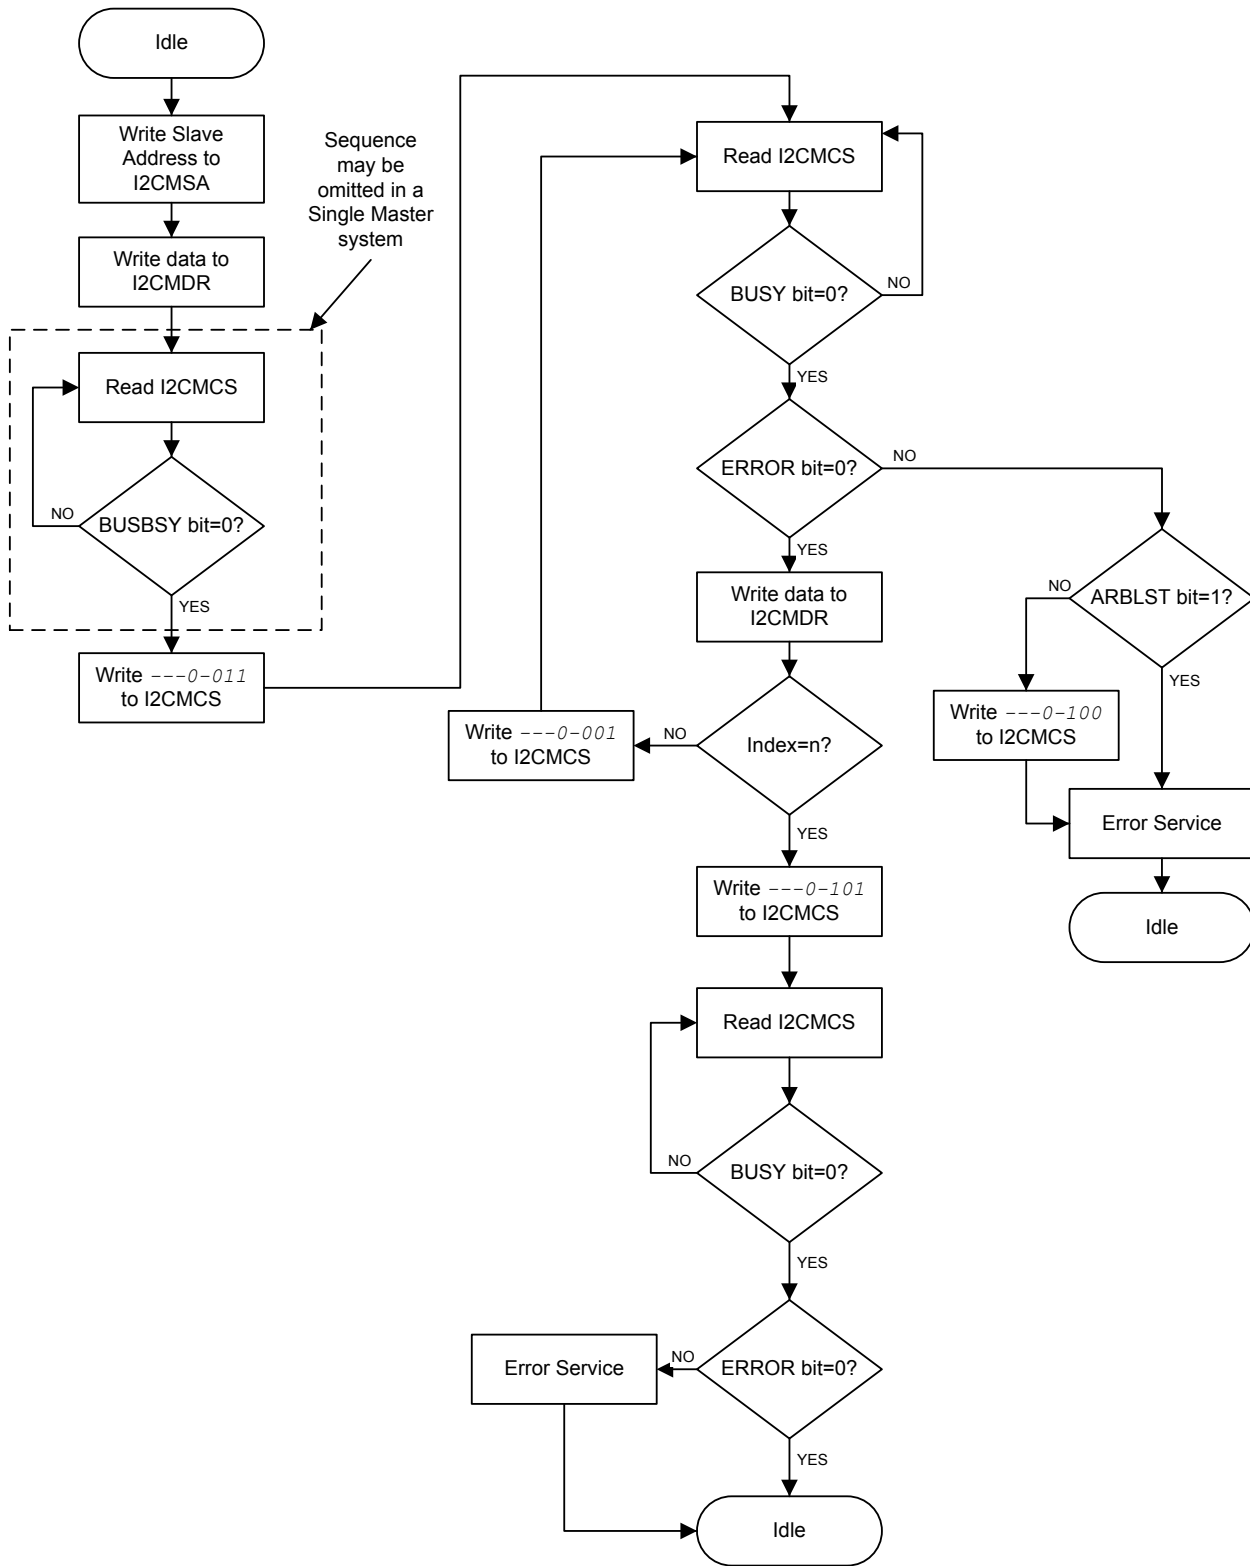 Idle
Write Slave
Address to
I2CMSA
Write data to
I2CMDR
Sequence
may be
omitted in a
Single Master
system
Read I2CMCS
BUSBSY bit=0?
NO
YES
Write ---0-011
to I2CMCS
Read I2CMCS
BUSY bit=0?
NO
YES
ERROR bit=0?
NO
YES
Write data to
I2CMDR
Index=n?
NO
Write ---0-001
to I2CMCS
YES
ARBLST bit=1?
NO
YES
Write ---0-100
to I2CMCS
Error Service
Idle
Write ---0-101
to I2CMCS
Read I2CMCS
BUSY bit=0?
NO
YES
ERROR bit=0?
NO
Error Service
YES
Idle